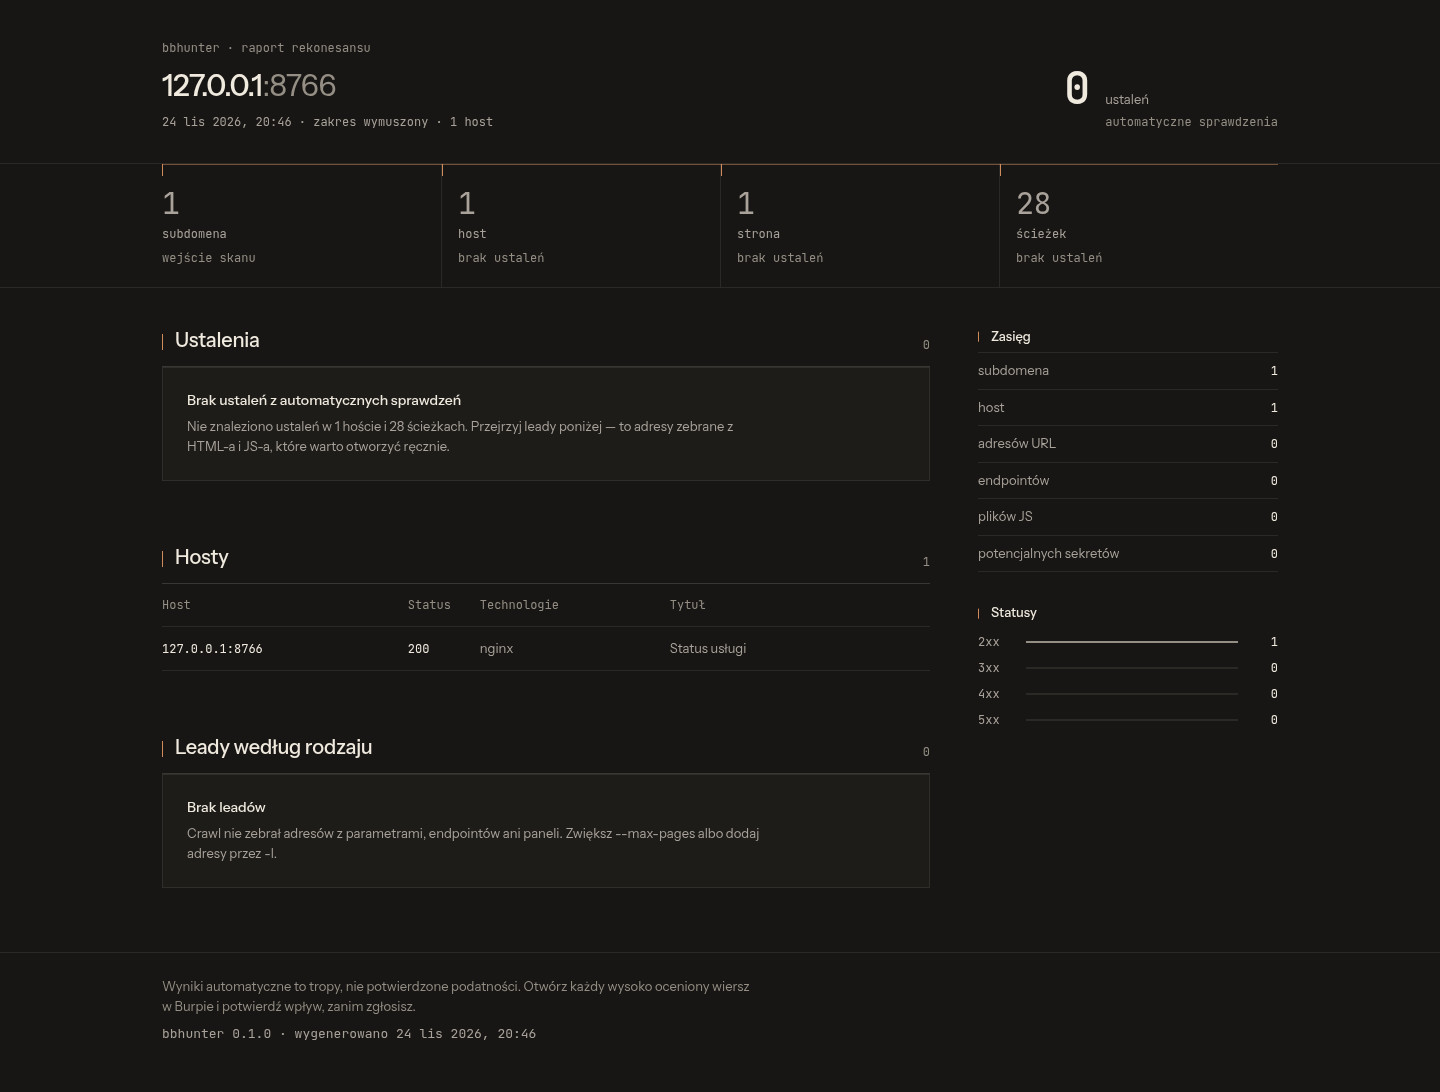 bbhunter · raport rekonesansu
127.0.0.1:8766
24 lis 2026, 20:46 · zakres wymuszony · 1 host
0 ustaleń
automatyczne sprawdzenia
1
subdomena
wejście skanu
1
host
brak ustaleń
1
strona
brak ustaleń
28
ścieżek
brak ustaleń
Ustalenia 0
Brak ustaleń z automatycznych sprawdzeń
Nie znaleziono ustaleń w 1 hoście i 28 ścieżkach. Przejrzyj leady poniżej — to adresy zebrane z
HTML-a i JS-a, które warto otworzyć ręcznie.
Hosty 1
Host Status Technologie Tytuł
127.0.0.1:8766 200 nginx Status usługi
Leady według rodzaju 0
Brak leadów
Crawl nie zebrał adresów z parametrami, endpointów ani paneli. Zwiększ --max-pages albo dodaj
adresy przez -l.
Zasięg
subdomena 1
host 1
adresów URL 0
endpointów 0
plików JS 0
potencjalnych sekretów 0
Statusy
2xx 1
3xx 0
4xx 0
5xx 0
Wyniki automatyczne to tropy, nie potwierdzone podatności. Otwórz każdy wysoko oceniony wiersz
w Burpie i potwierdź wpływ, zanim zgłosisz.
bbhunter 0.1.0 · wygenerowano 24 lis 2026, 20:46